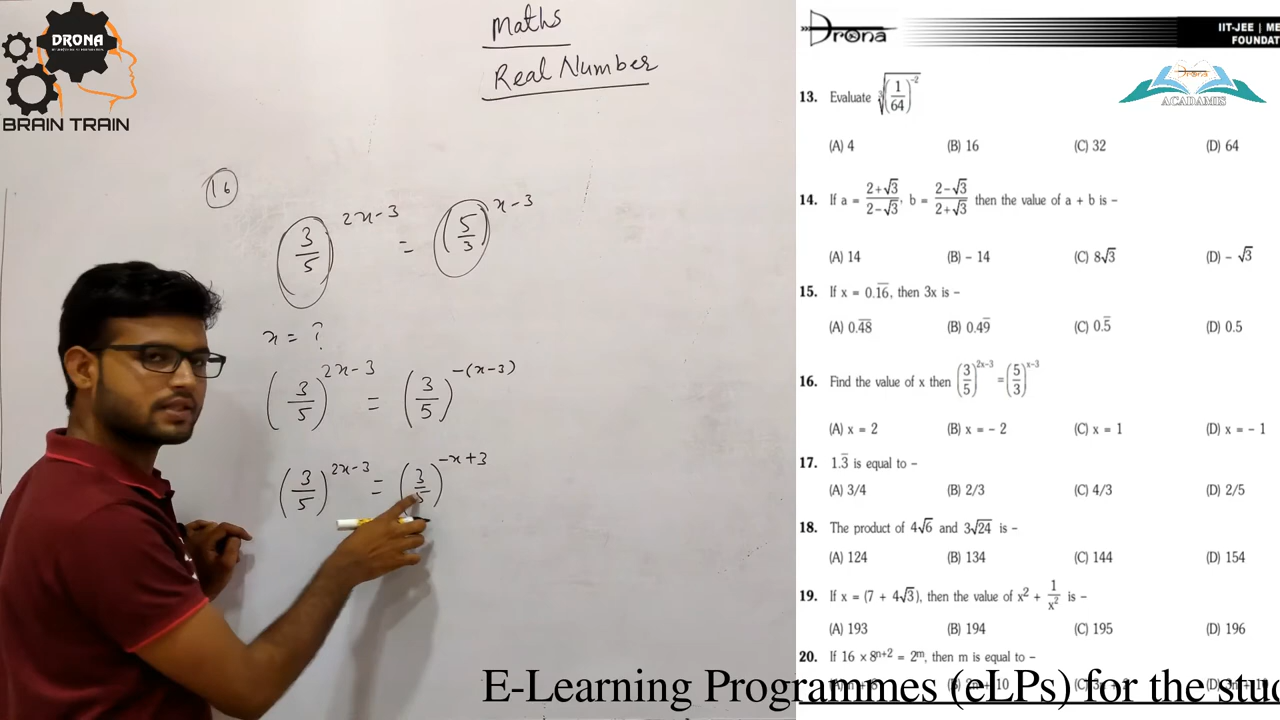 DRONA
BRAIN TRAIN
Maths
Real Number
16
(3/5)^2x-3 = (5/3)^x-3
x = ?
(3/5)^2x-3 = (3/5)^-(x-3)
(3/5)^2x-3 = (3/5)^-x+3
Drona
IIT-JEE | ME
FOUNDAT
Drona
ACADAMIS
13. Evaluate ∛(1/64)^-2
(A) 4 (B) 16 (C) 32 (D) 64
14. If a = 2+√3/2−√3, b = 2−√3/2+√3 then the value of a + b is –
(A) 14 (B) – 14 (C) 8√3 (D) – √3
15. If x = 0.1̅6̅, then 3x is –
(A) 0.4̅8̅ (B) 0.49̅ (C) 0.5̅ (D) 0.5
16. Find the value of x then (3/5)^2x-3 = (5/3)^x-3
(A) x = 2 (B) x = – 2 (C) x = 1 (D) x = – 1
17. 1.3̅ is equal to –
(A) 3/4 (B) 2/3 (C) 4/3 (D) 2/5
18. The product of 4√6 and 3√24 is –
(A) 124 (B) 134 (C) 144 (D) 154
19. If x = (7 + 4√3), then the value of x² + 1/x² is –
(A) 193 (B) 194 (C) 195 (D) 196
20. If 16 × 8^n+2 = 2^m, then m is equal to –
E-Learning Programmes (eLPs) for the stud